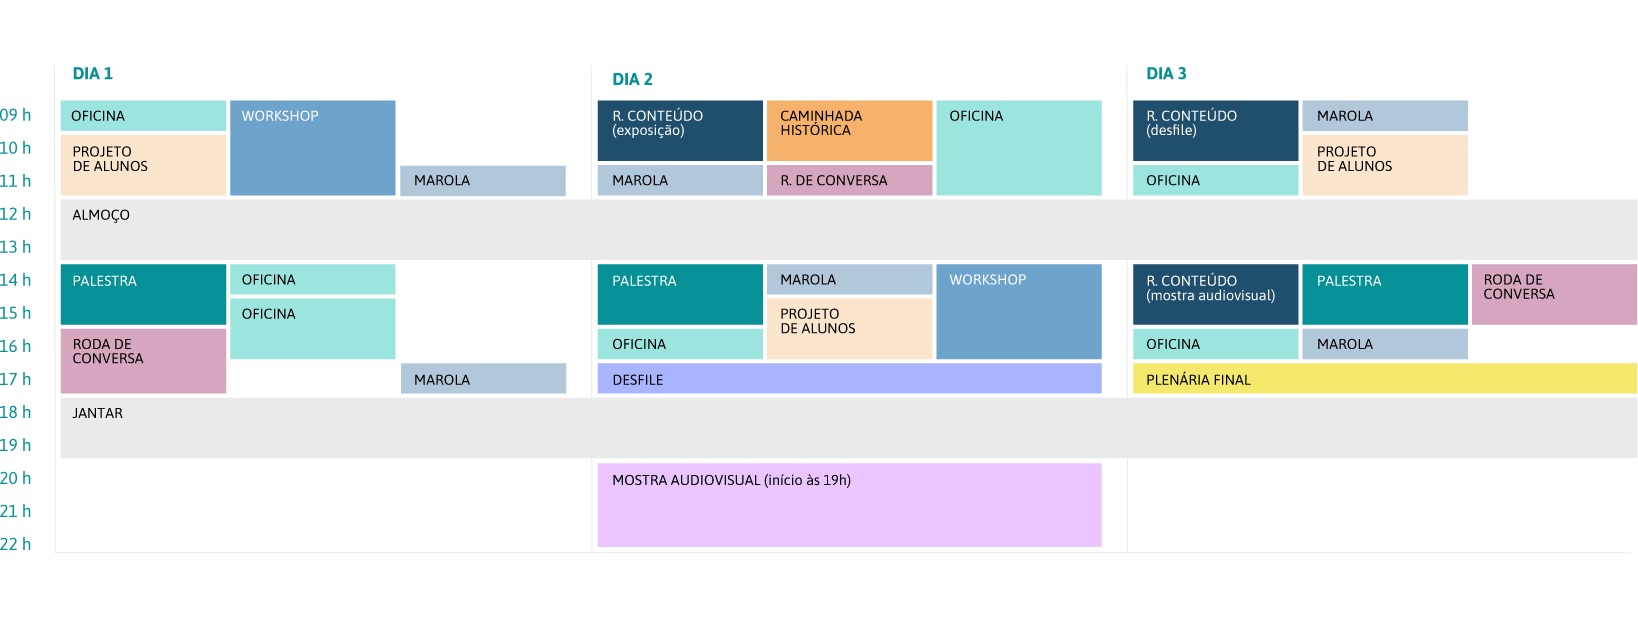 DIA 1
DIA 2
DIA 3
09 h
OFICINA
WORKSHOP
R. CONTEÚDO
(exposição)
CAMINHADA
HISTÓRICA
OFICINA
R. CONTEÚDO
(desfile)
MAROLA
10 h
PROJETO
DE ALUNOS
PROJETO
DE ALUNOS
11 h
MAROLA
MAROLA
R. DE CONVERSA
OFICINA
12 h
ALMOÇO
13 h
14 h
PALESTRA
OFICINA
PALESTRA
MAROLA
WORKSHOP
R. CONTEÚDO
(mostra audiovisual)
PALESTRA
RODA DE
CONVERSA
15 h
OFICINA
PROJETO
DE ALUNOS
16 h
RODA DE
CONVERSA
OFICINA
OFICINA
MAROLA
17 h
MAROLA
DESFILE
PLENÁRIA FINAL
18 h
JANTAR
19 h
20 h
MOSTRA AUDIOVISUAL (início às 19h)
21 h
22 h